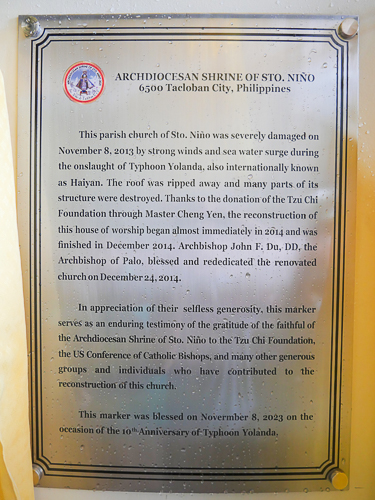 ARCHDIOCESAN SHRINE OF STO. NIÑO
6500 Tacloban City, Philippines
This parish church of Sto. Niño was severely damaged on
November 8, 2013 by strong winds and sea water surge during
the onslaught of Typhoon Yolanda, also internationally known
as Haiyan. The roof was ripped away and many parts of its
structure were destroyed. Thanks to the donation of the Tzu Chi
Foundation through Master Cheng Yen, the reconstruction of
this house of worship began almost immediately in 2014 and was
finished in December 2014. Archbishop John F. Du, DD, the
Archbishop of Palo, blessed and rededicated the renovated
church on December 24, 2014.
In appreciation of their selfless generosity, this marker
serves as an enduring testimony of the gratitude of the faithful of
the Archdiocesan Shrine of Sto. Niño to the Tzu Chi Foundation,
the US Conference of Catholic Bishops, and many other generous
groups and individuals who have contributed to the
reconstruction of this church.
This marker was blessed on Novermber 8, 2023 on the
occasion of the 10th Anniversary of Typhoon Yolanda.